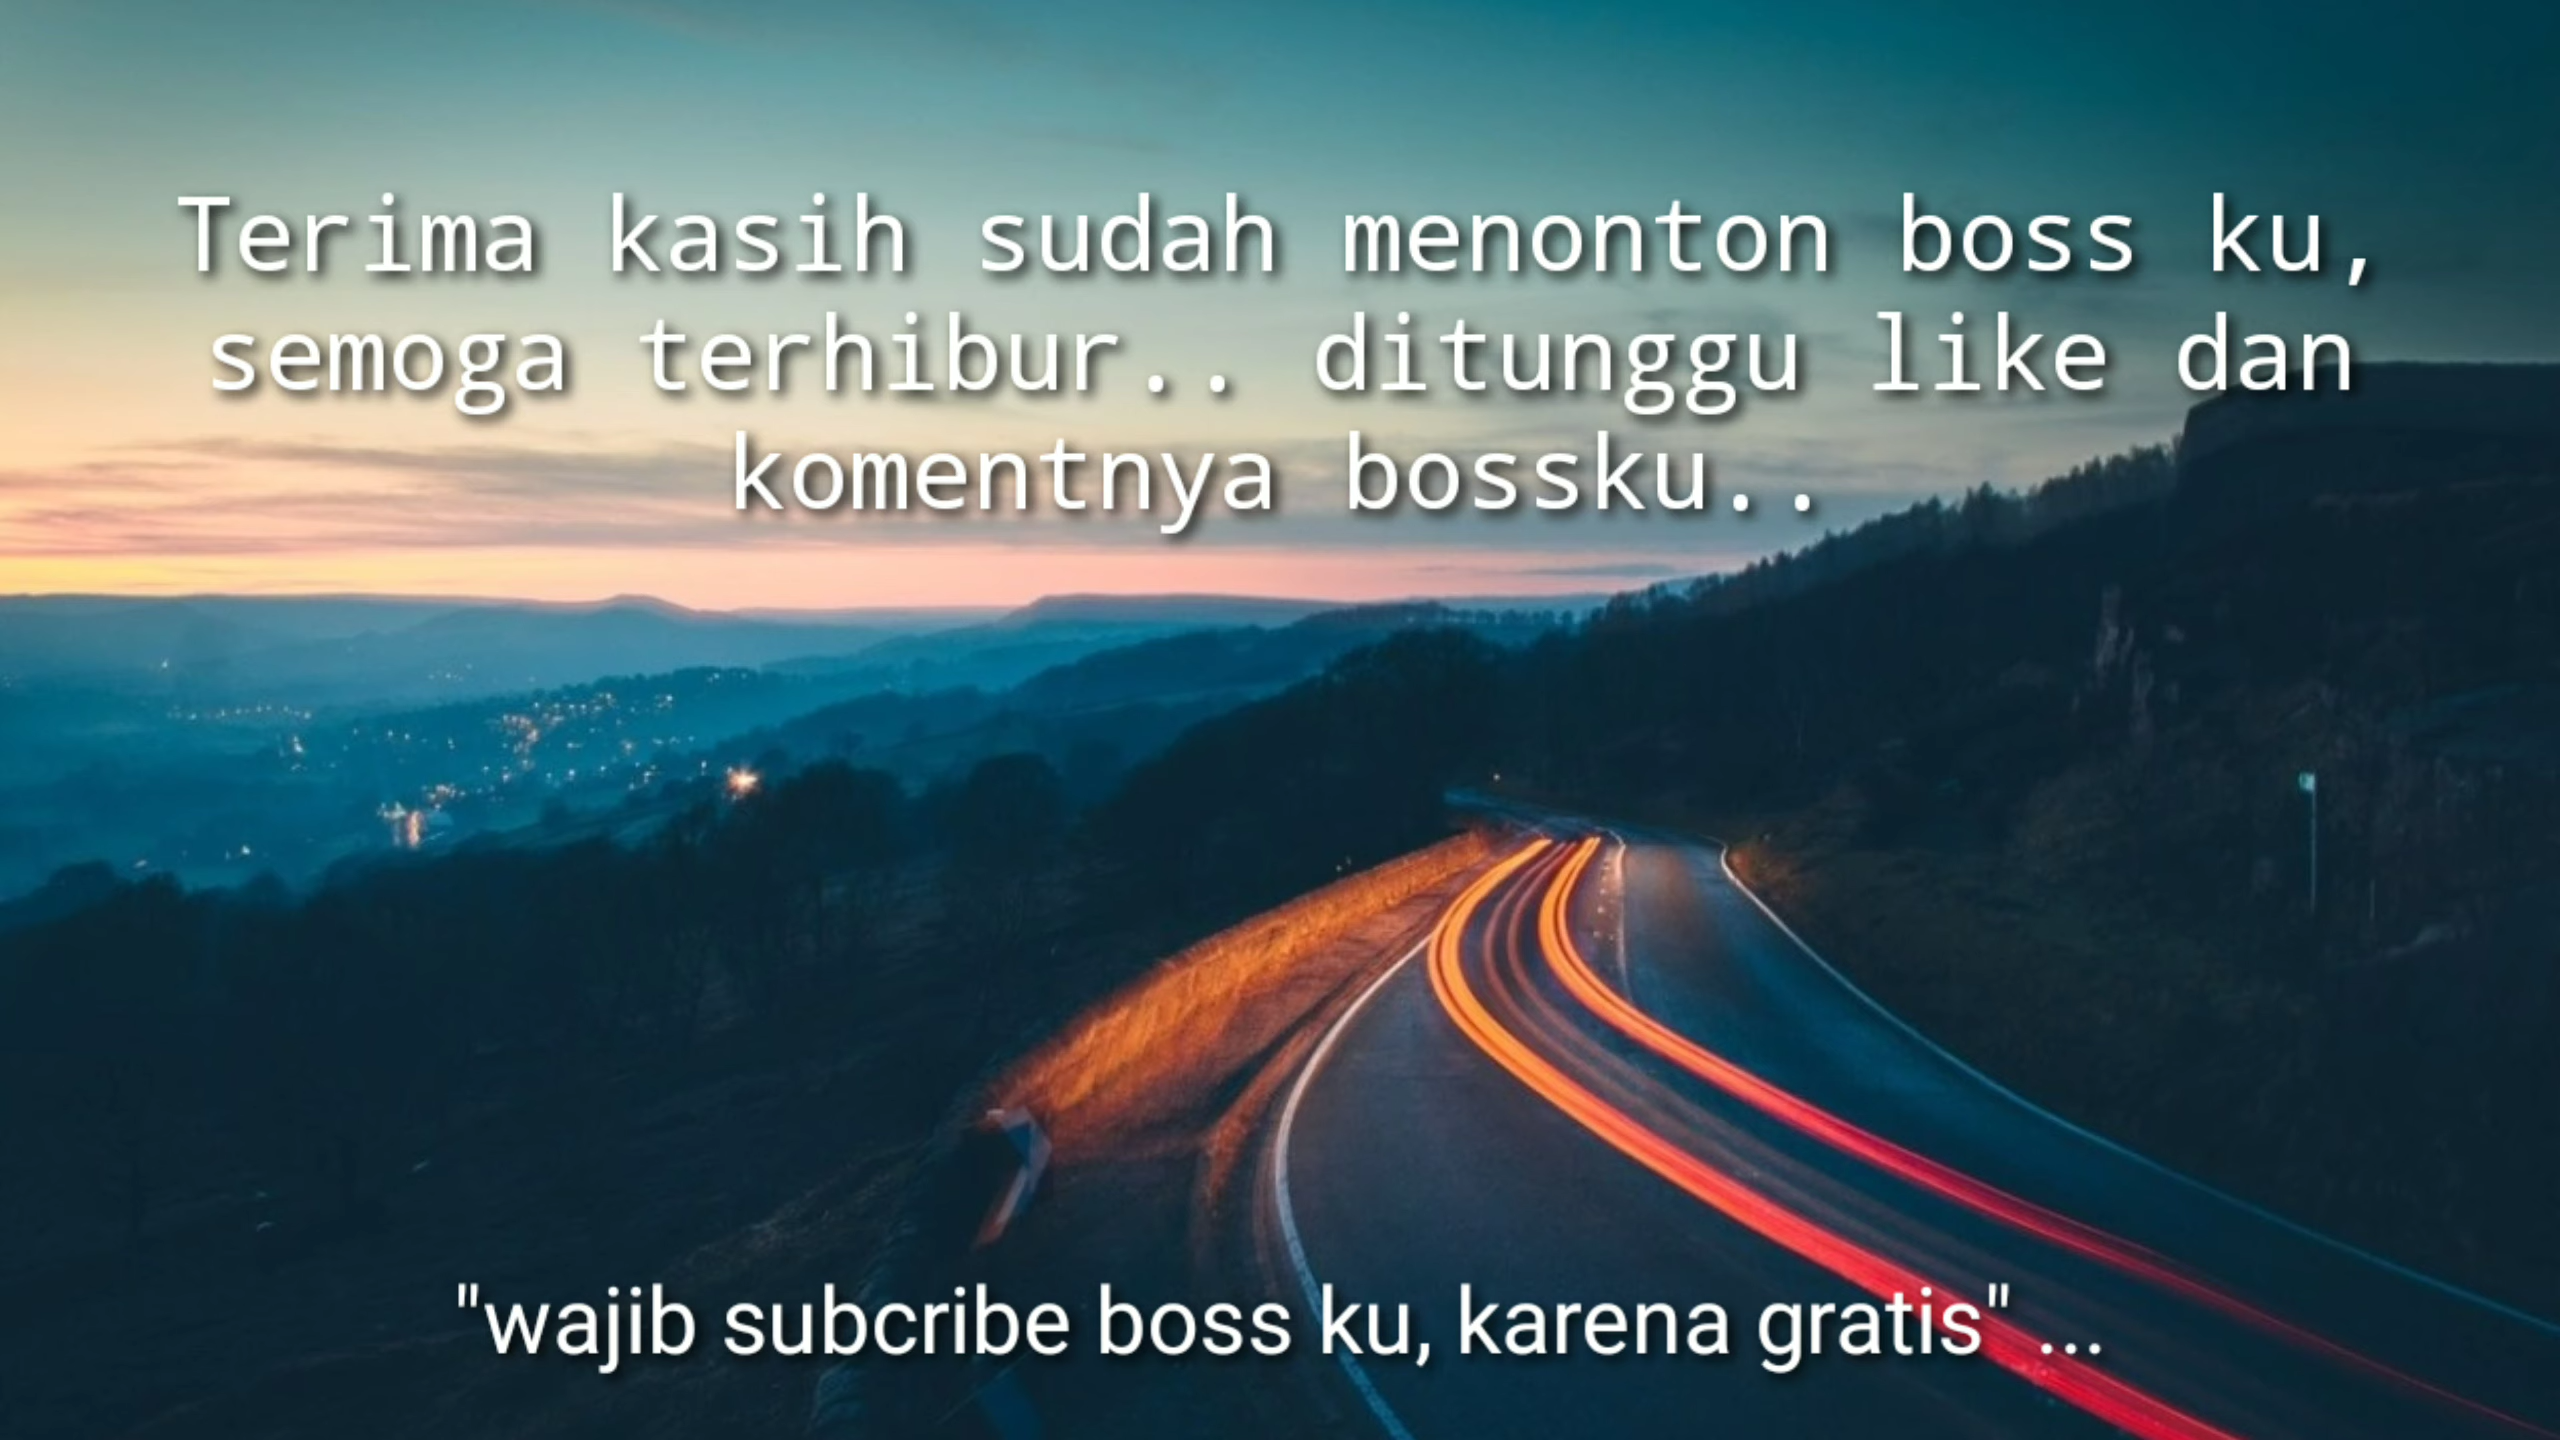 Terima kasih sudah menonton boss ku,
semoga terhibur.. ditunggu like dan
komentnya bossku..
"wajib subcribe boss ku, karena gratis" ...